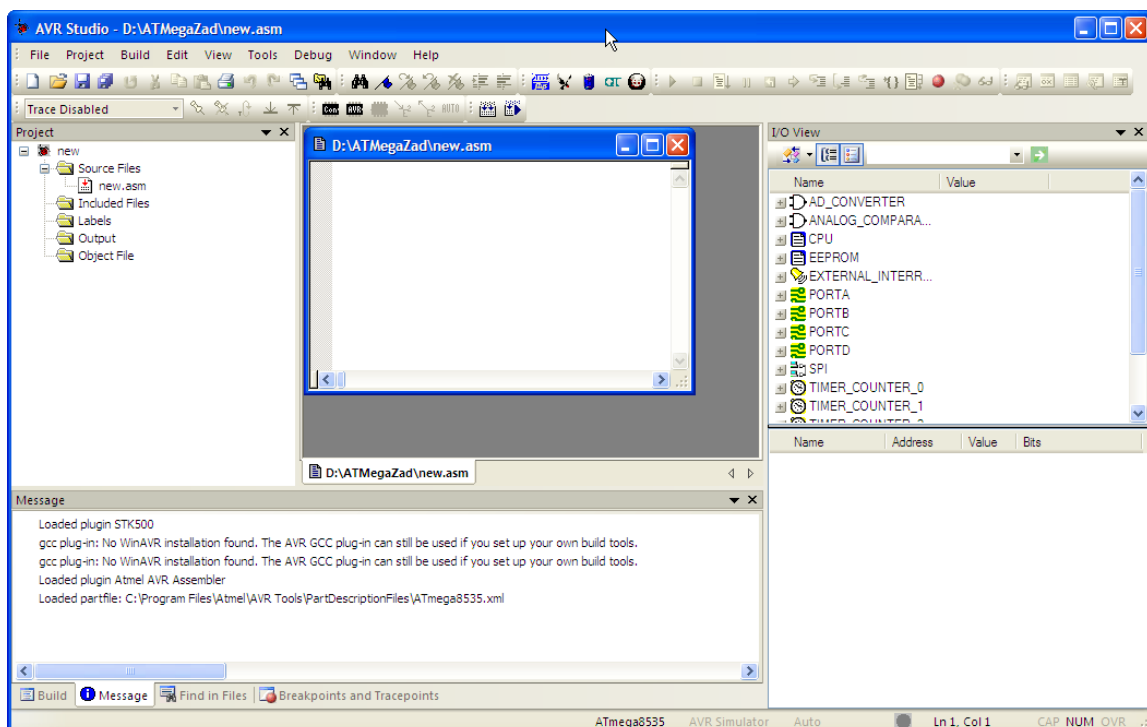 AVR Studio - D:\ATMegaZad\new.asm
File Project Build Edit View Tools Debug Window Help
Trace Disabled
Con AVR AUTO
Project
new
Source Files
new.asm
Included Files
Labels
Output
Object File
D:\ATMegaZad\new.asm
D:\ATMegaZad\new.asm
I/O View
Name Value
AD_CONVERTER
ANALOG_COMPARA...
CPU
EEPROM
EXTERNAL_INTERR...
PORTA
PORTB
PORTC
PORTD
SPI
TIMER_COUNTER_0
TIMER_COUNTER_1
TIMER_COUNTER_2
Name Address Value Bits
Message
Loaded plugin STK500
gcc plug-in: No WinAVR installation found. The AVR GCC plug-in can still be used if you set up your own build tools.
gcc plug-in: No WinAVR installation found. The AVR GCC plug-in can still be used if you set up your own build tools.
Loaded plugin Atmel AVR Assembler
Loaded partfile: C:\Program Files\Atmel\AVR Tools\PartDescriptionFiles\ATmega8535.xml
Build Message Find in Files Breakpoints and Tracepoints
ATmega8535 AVR Simulator Auto Ln 1, Col 1 CAP NUM OVR